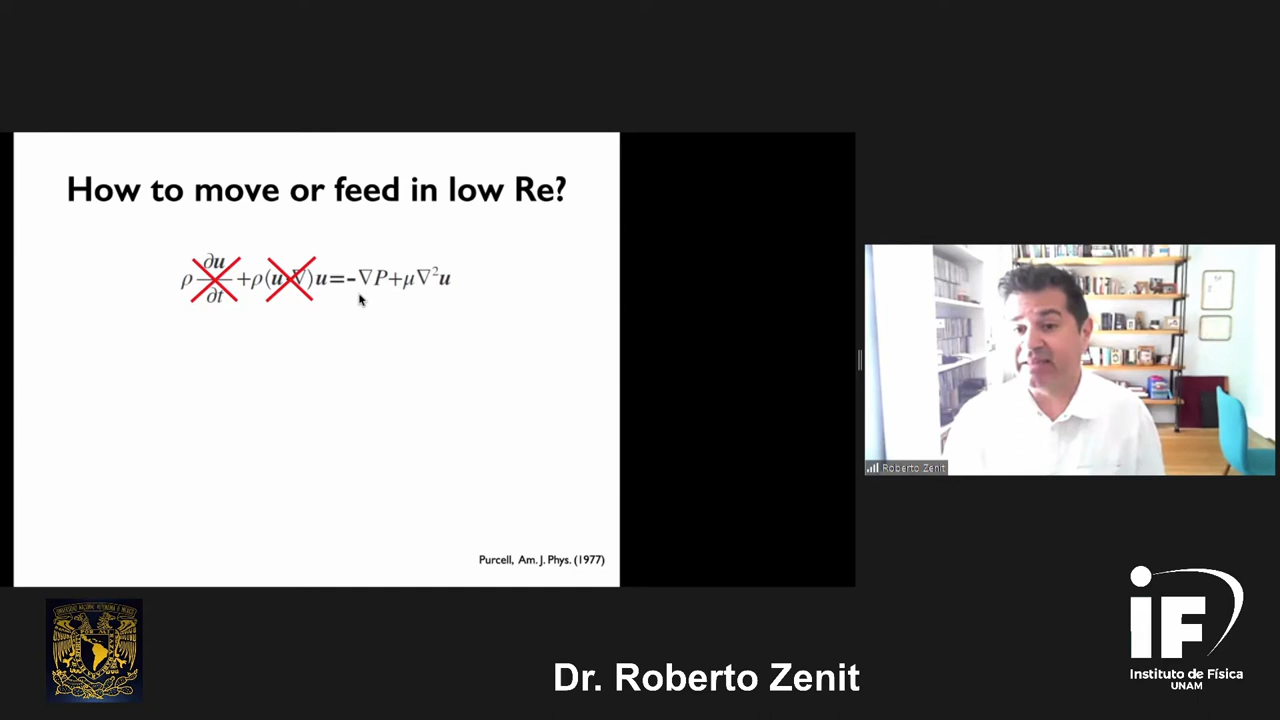 How to move or feed in low Re?
ρ ∂u/∂t +ρ(u·∇)u=-∇P+μ∇²u
Purcell, Am. J. Phys. (1977)
Roberto Zenit
Dr. Roberto Zenit
iF
Instituto de Física
UNAM